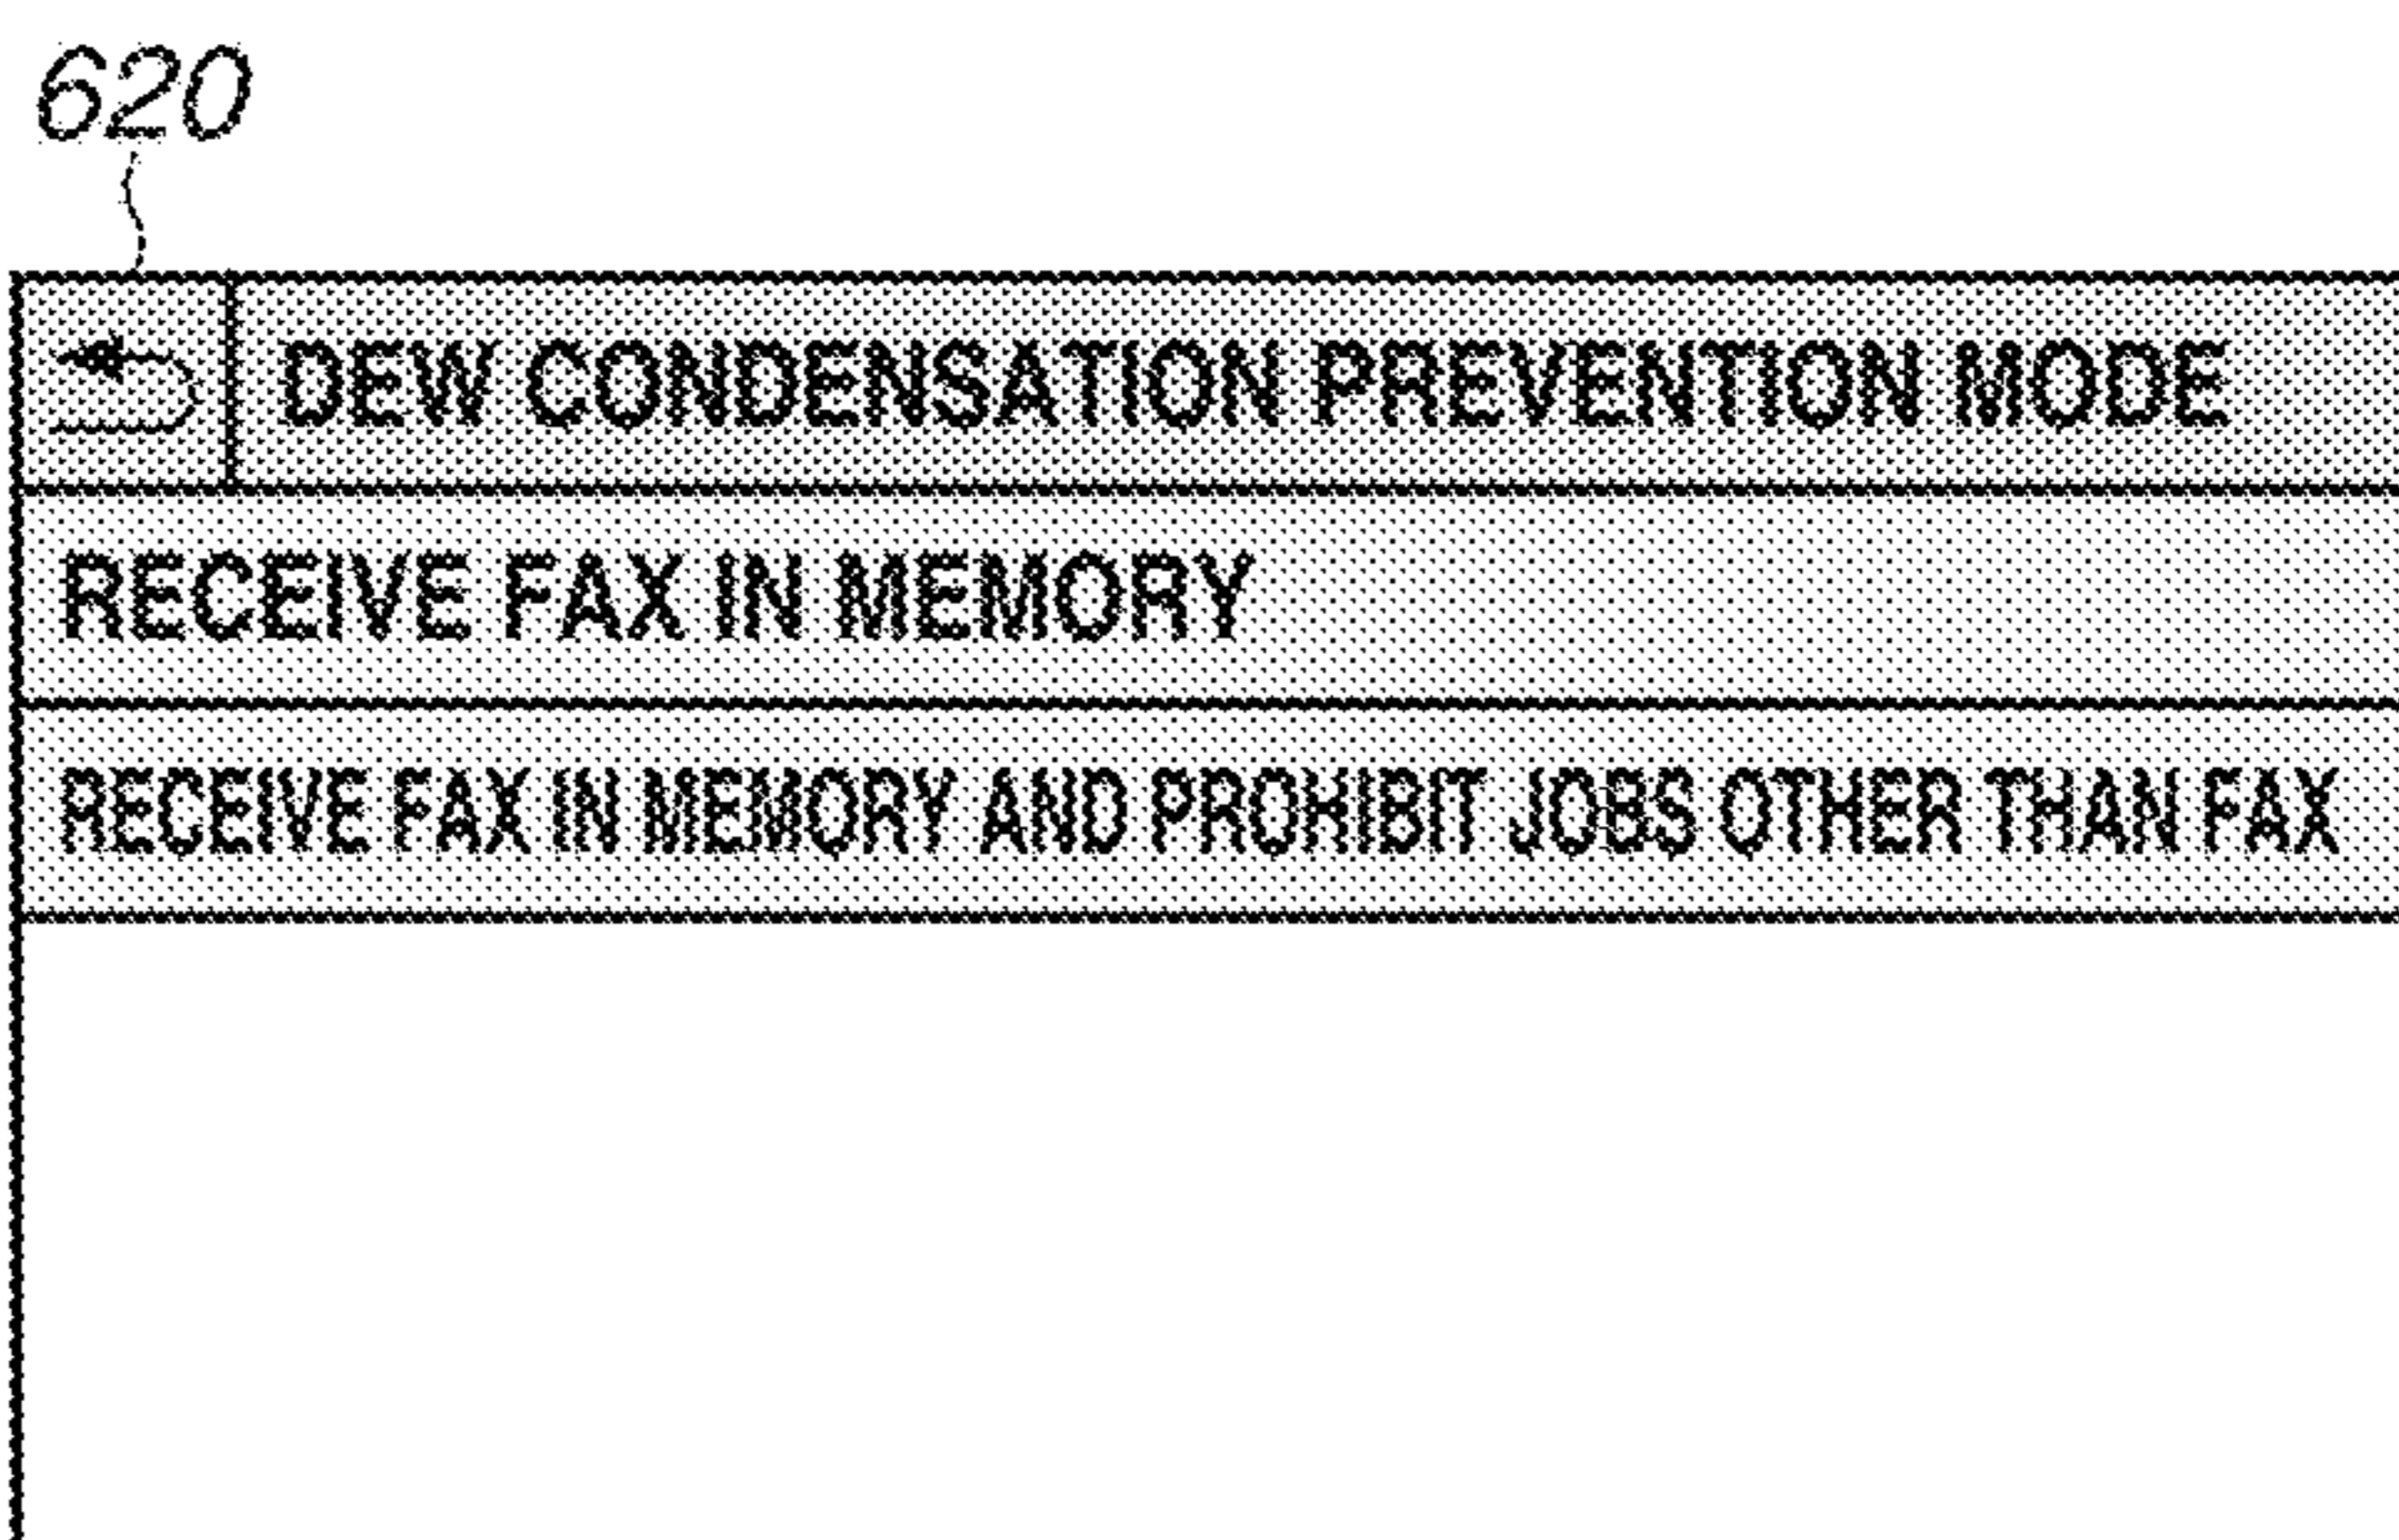 620
DEW CONDENSATION PREVENTION MODE
RECEIVE FAX IN MEMORY
RECEIVE FAX IN MEMORY AND PROHIBIT JOBS OTHER THAN FAX